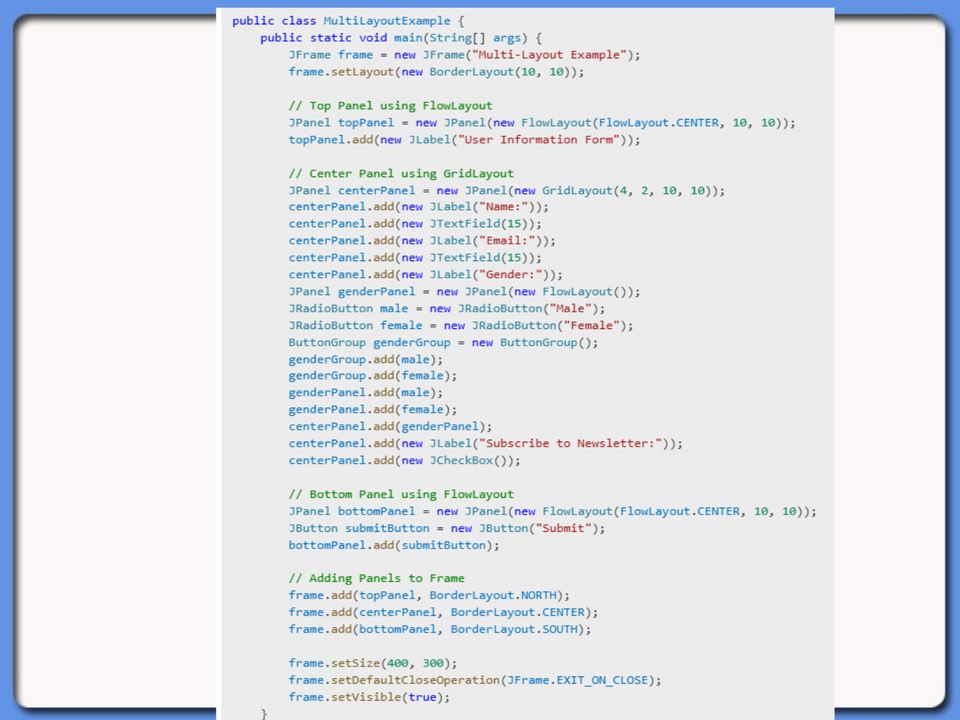 public class MultiLayoutExample {
    public static void main(String[] args) {
        JFrame frame = new JFrame("Multi-Layout Example");
        frame.setLayout(new BorderLayout(10, 10));

        // Top Panel using FlowLayout
        JPanel topPanel = new JPanel(new FlowLayout(FlowLayout.CENTER, 10, 10));
        topPanel.add(new JLabel("User Information Form"));

        // Center Panel using GridLayout
        JPanel centerPanel = new JPanel(new GridLayout(4, 2, 10, 10));
        centerPanel.add(new JLabel("Name:"));
        centerPanel.add(new JTextField(15));
        centerPanel.add(new JLabel("Email:"));
        centerPanel.add(new JTextField(15));
        centerPanel.add(new JLabel("Gender:"));
        JPanel genderPanel = new JPanel(new FlowLayout());
        JRadioButton male = new JRadioButton("Male");
        JRadioButton female = new JRadioButton("Female");
        ButtonGroup genderGroup = new ButtonGroup();
        genderGroup.add(male);
        genderGroup.add(female);
        genderPanel.add(male);
        genderPanel.add(female);
        centerPanel.add(genderPanel);
        centerPanel.add(new JLabel("Subscribe to Newsletter:"));
        centerPanel.add(new JCheckBox());

        // Bottom Panel using FlowLayout
        JPanel bottomPanel = new JPanel(new FlowLayout(FlowLayout.CENTER, 10, 10));
        JButton submitButton = new JButton("Submit");
        bottomPanel.add(submitButton);

        // Adding Panels to Frame
        frame.add(topPanel, BorderLayout.NORTH);
        frame.add(centerPanel, BorderLayout.CENTER);
        frame.add(bottomPanel, BorderLayout.SOUTH);

        frame.setSize(400, 300);
        frame.setDefaultCloseOperation(JFrame.EXIT_ON_CLOSE);
        frame.setVisible(true);
    }